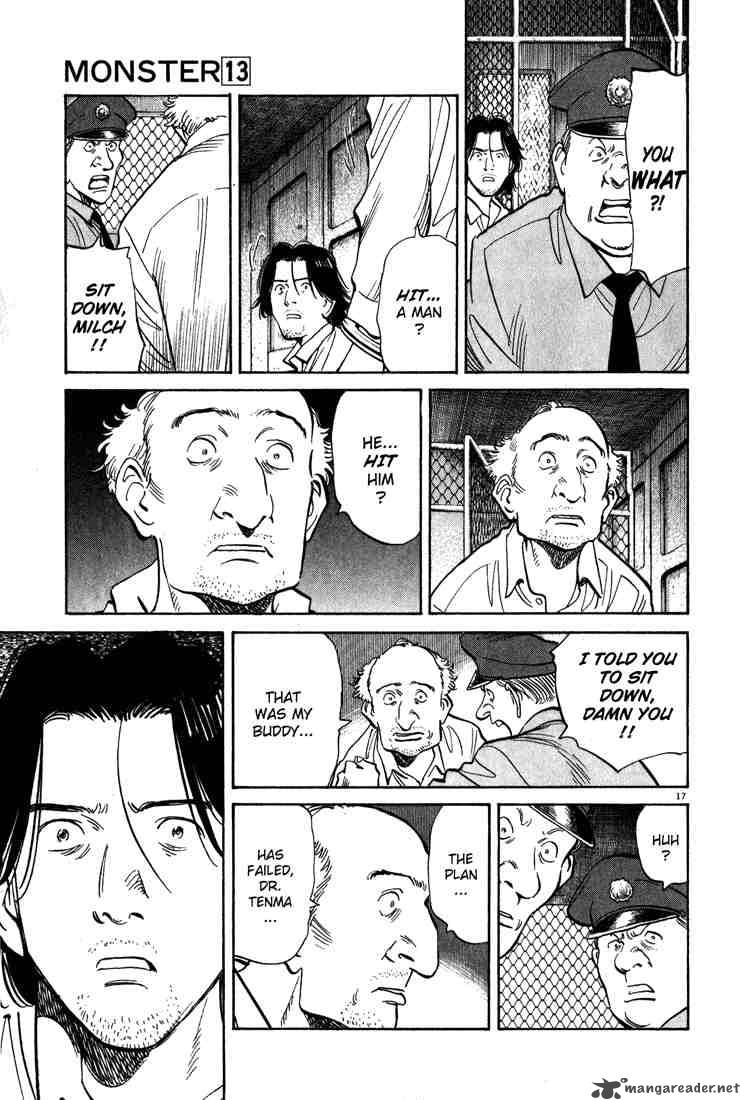 MONSTER 13
YOU
WHAT
?!
HIT...
A MAN
?
SIT
DOWN,
MILCH
!!
HE...
HIT
HIM
?
I TOLD YOU
TO SIT
DOWN,
DAMN YOU
!!
THAT
WAS MY
BUDDY...
17
HUH
?
THE
PLAN
...
HAS
FAILED,
DR.
TENMA
...
mangareader.net